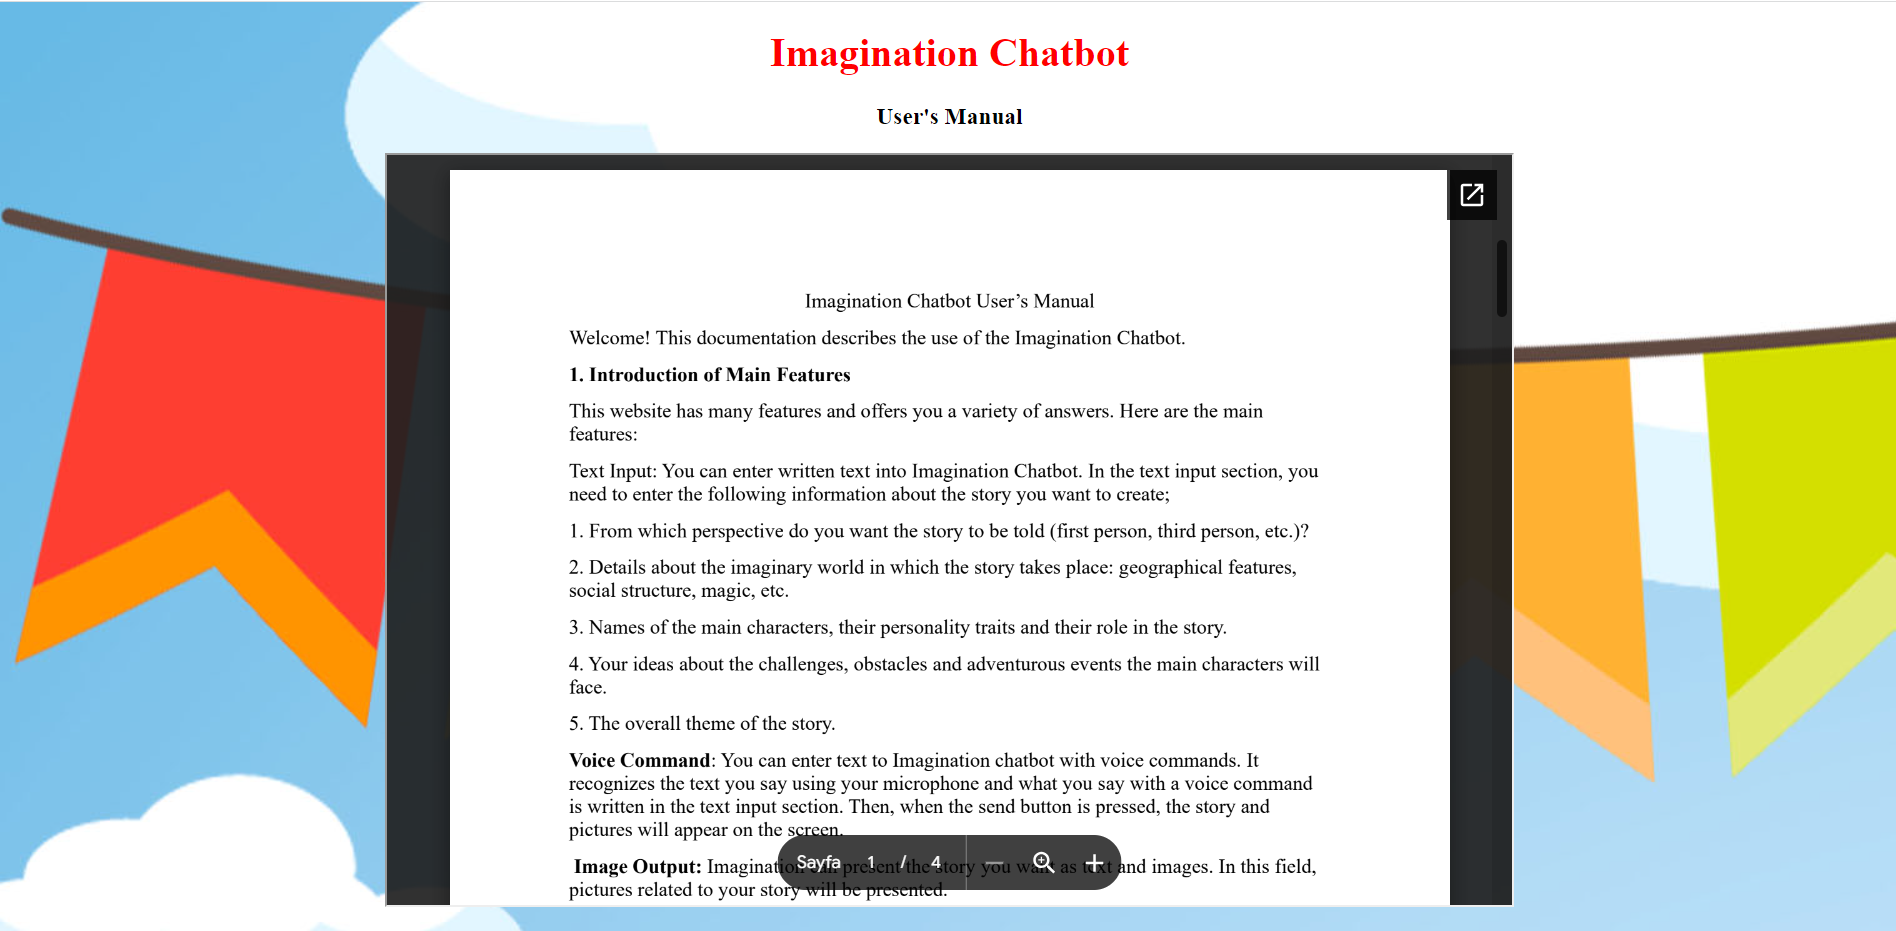 Imagination Chatbot
User's Manual
Imagination Chatbot User’s Manual
Welcome! This documentation describes the use of the Imagination Chatbot.
1. Introduction of Main Features
This website has many features and offers you a variety of answers. Here are the main
features:
Text Input: You can enter written text into Imagination Chatbot. In the text input section, you
need to enter the following information about the story you want to create;
1. From which perspective do you want the story to be told (first person, third person, etc.)?
2. Details about the imaginary world in which the story takes place: geographical features,
social structure, magic, etc.
3. Names of the main characters, their personality traits and their role in the story.
4. Your ideas about the challenges, obstacles and adventurous events the main characters will
face.
5. The overall theme of the story.
Voice Command: You can enter text to Imagination chatbot with voice commands. It
recognizes the text you say using your microphone and what you say with a voice command
is written in the text input section. Then, when the send button is pressed, the story and
pictures will appear on the screen.
Image Output: Imagination can present the story you want as text and images. In this field,
pictures related to your story will be presented.
Sayfa 1 / 4